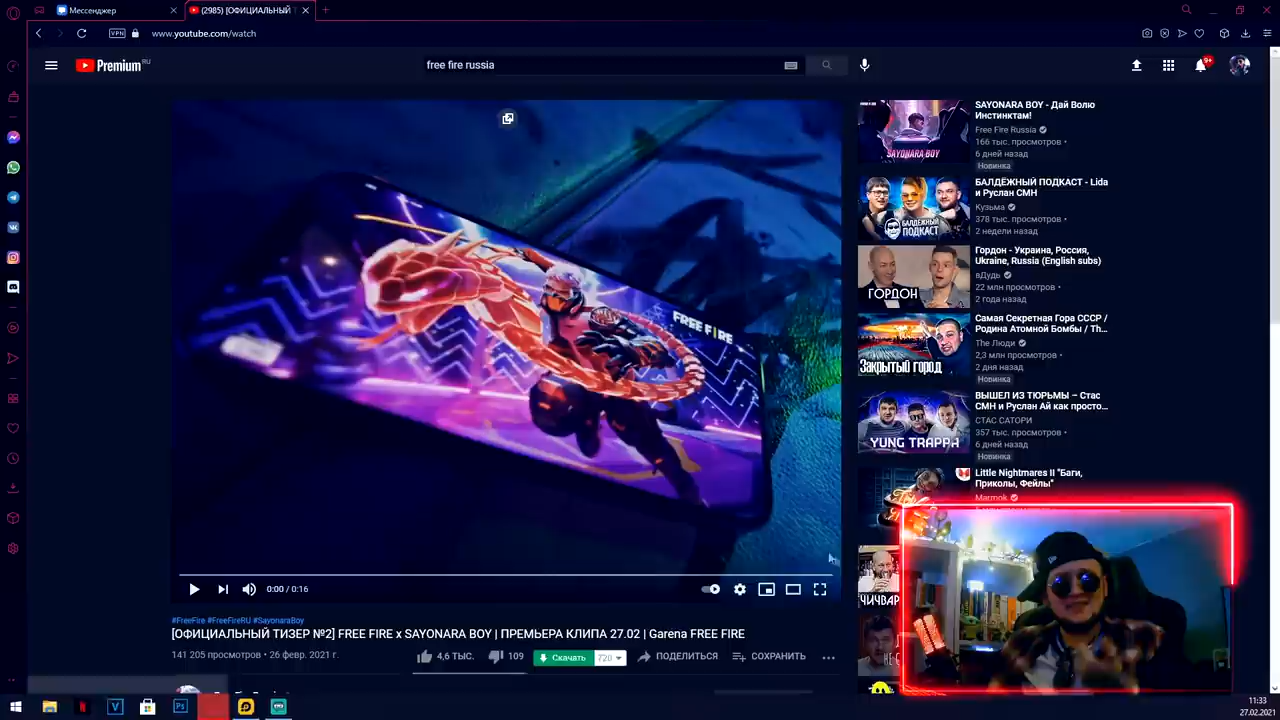 Мессенджер
(2985) [ОФИЦИАЛЬНЫЙ Т
VPN
www.youtube.com/watch
Premium RU
free fire russia
9+
FREE FIRE
0:00 / 0:16
#FreeFire #FreeFireRU #SayonaraBoy
[ОФИЦИАЛЬНЫЙ ТИЗЕР №2] FREE FIRE x SAYONARA BOY | ПРЕМЬЕРА КЛИПА 27.02 | Garena FREE FIRE
141 205 просмотров • 26 февр. 2021 г.
4,6 ТЫС.
109
Скачать
720
ПОДЕЛИТЬСЯ
СОХРАНИТЬ
SAYONARA BOY
SAYONARA BOY - Дай Волю
Инстинктам!
Free Fire Russia
166 тыс. просмотров •
6 дней назад
Новинка
БАЛДЁЖНЫЙ ПОДКАСТ
БАЛДЁЖНЫЙ ПОДКАСТ - Lida
и Руслан CMH
Кузьма
378 тыс. просмотров •
2 недели назад
ГОРДОН
Гордон - Украина, Россия,
Ukraine, Russia (English subs)
вДудь
22 млн просмотров •
2 года назад
Закрытый город
Самая Секретная Гора СССР /
Родина Атомной Бомбы / Th...
The Люди
2,3 млн просмотров •
2 дня назад
Новинка
YUNG TRAPPA
ВЫШЕЛ ИЗ ТЮРЬМЫ – Стас
СМН и Руслан Ай как просто...
СТАС САТОРИ
357 тыс. просмотров •
6 дней назад
Новинка
Little Nightmares II "Баги,
Приколы, Фейлы"
Marmok
Ps
11:33
27.02.2021